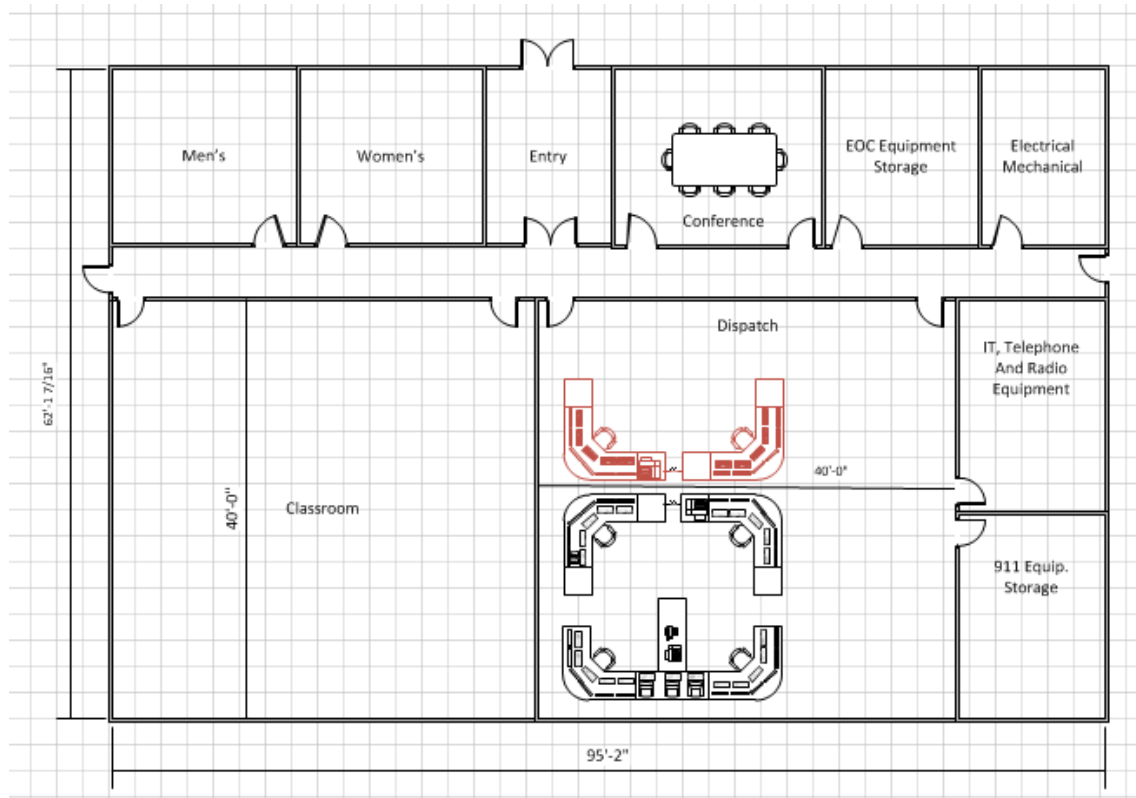 Men's
Women's
Entry
Conference
EOC Equipment
Storage
Electrical
Mechanical
Dispatch
IT, Telephone
And Radio
Equipment
62'-1 7/16"
40'-0"
Classroom
40'-0"
911 Equip.
Storage
95'-2"